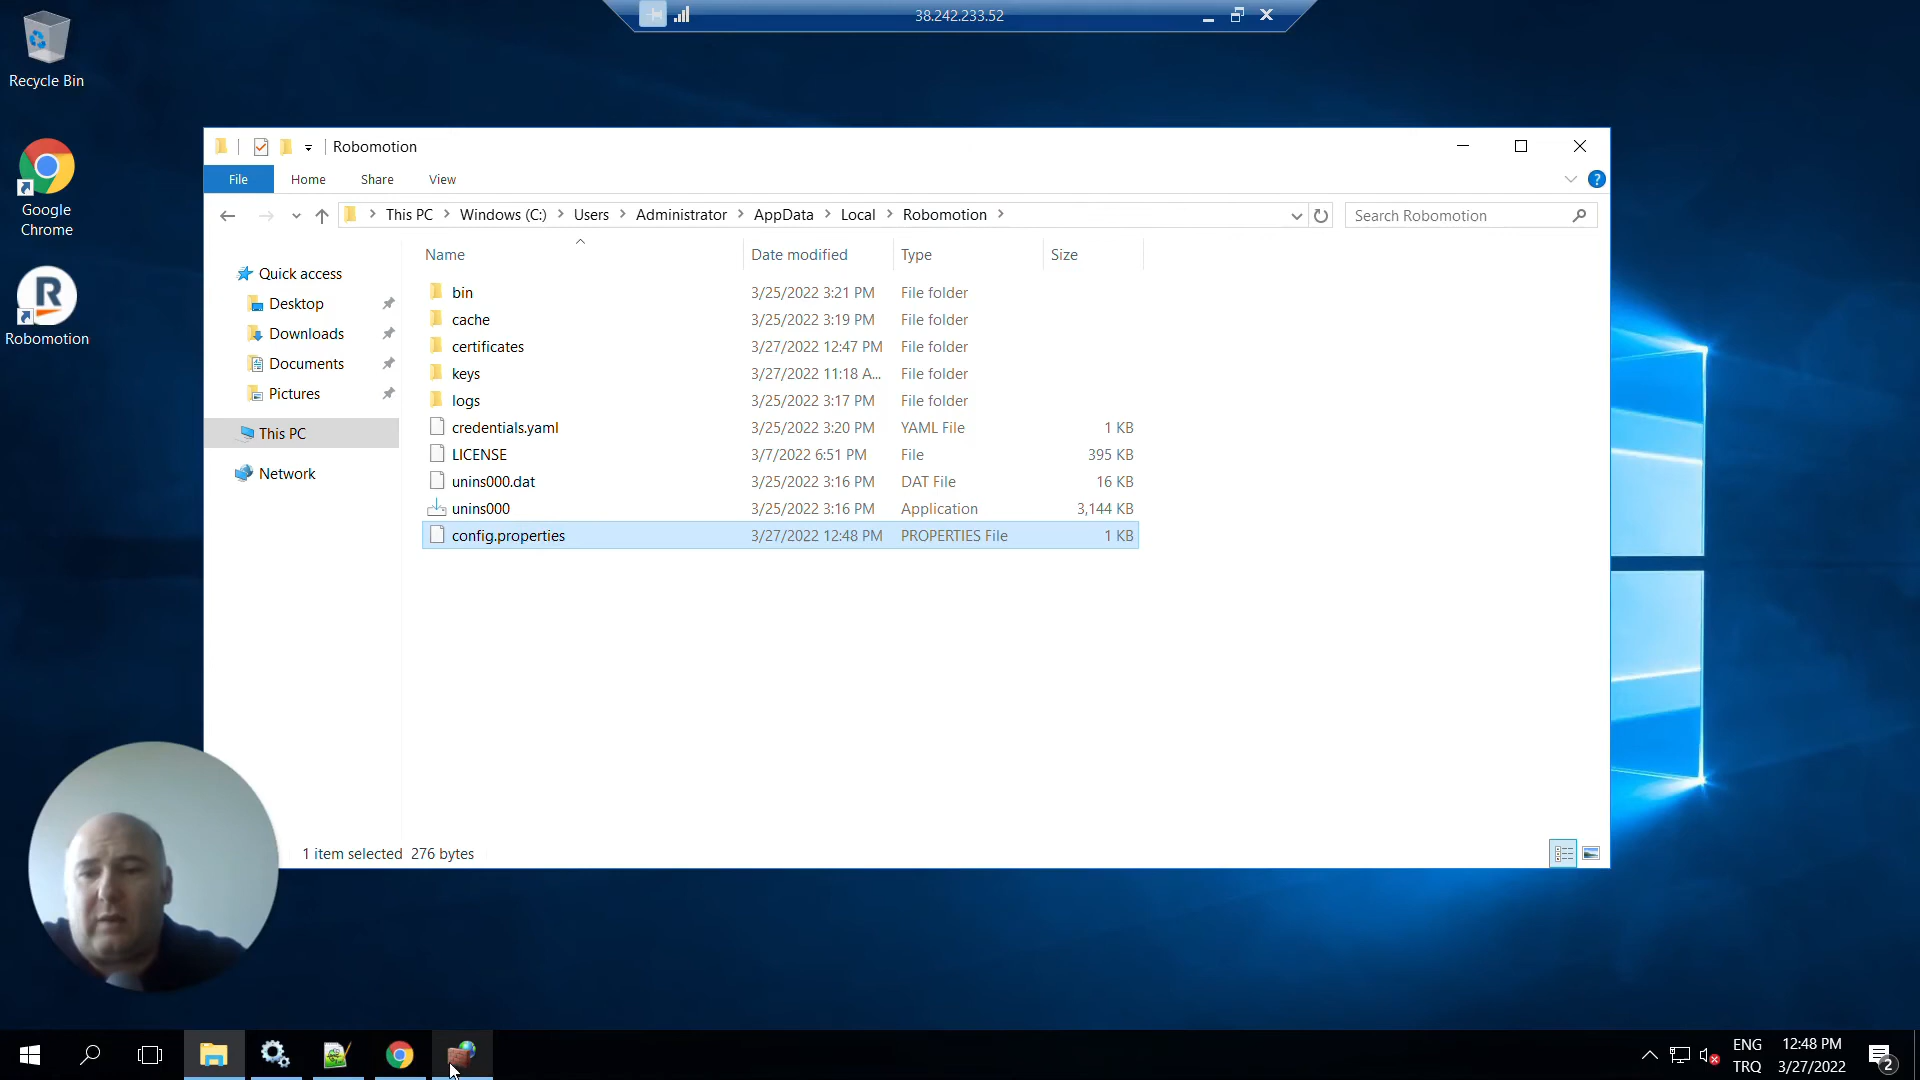 38.242.233.52
Recycle Bin
Google
Chrome
R
Robomotion
Robomotion
File Home Share View
?
This PC Windows (C:) Users Administrator AppData Local Robomotion
Search Robomotion
Name Date modified Type Size
Quick access
Desktop
Downloads
Documents
Pictures
This PC
Network
bin 3/25/2022 3:21 PM File folder
cache 3/25/2022 3:19 PM File folder
certificates 3/27/2022 12:47 PM File folder
keys 3/27/2022 11:18 A... File folder
logs 3/25/2022 3:17 PM File folder
credentials.yaml 3/25/2022 3:20 PM YAML File 1 KB
LICENSE 3/7/2022 6:51 PM File 395 KB
unins000.dat 3/25/2022 3:16 PM DAT File 16 KB
unins000 3/25/2022 3:16 PM Application 3,144 KB
config.properties 3/27/2022 12:48 PM PROPERTIES File 1 KB
1 item selected 276 bytes
ENG
TRQ
12:48 PM
3/27/2022
2